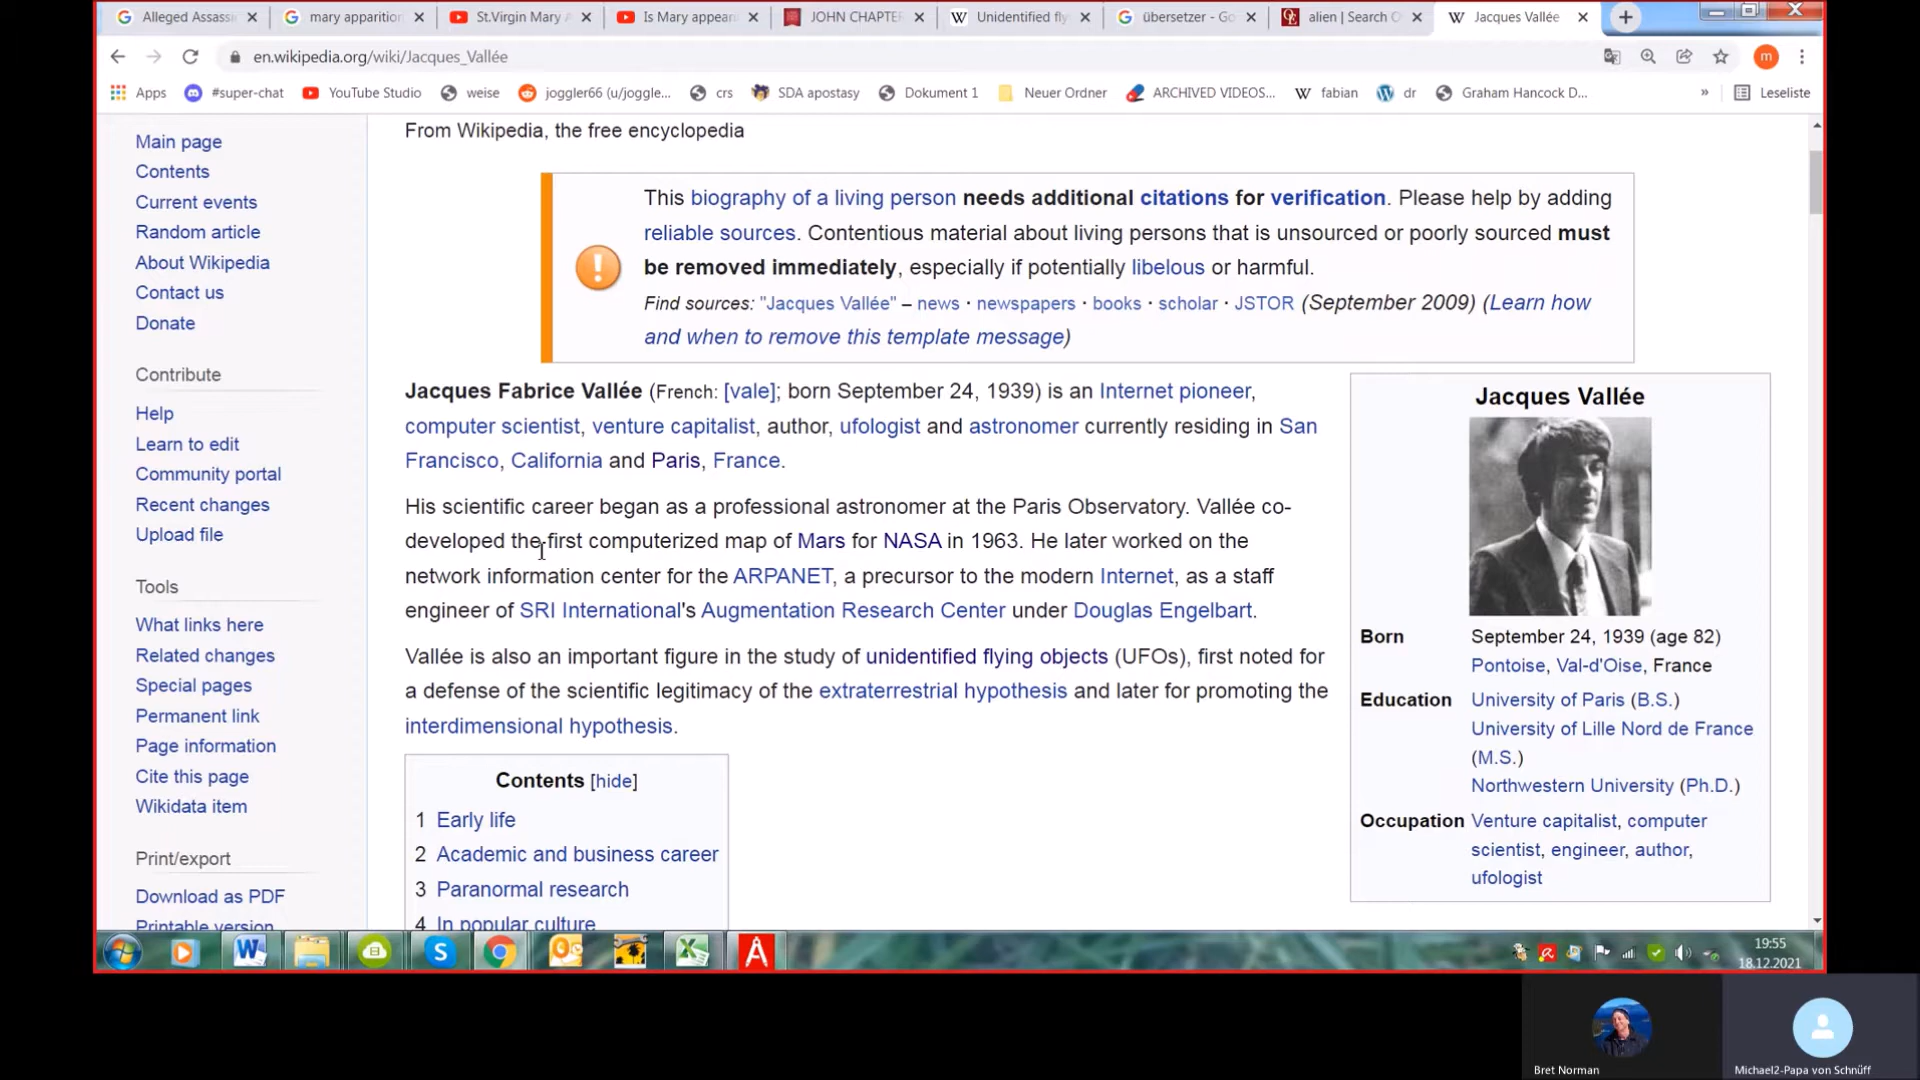 Alleged Assassi
mary apparition
St.Virgin Mary A
Is Mary appeari
JOHN CHAPTE
Unidentified fly
übersetzer - Go
alien | Search O
Jacques Vallée
en.wikipedia.org/wiki/Jacques_Vallée
m
Apps
#super-chat
YouTube Studio
weise
joggler66 (u/joggle...
crs
SDA apostasy
Dokument 1
Neuer Ordner
ARCHIVED VIDEOS...
fabian
dr
Graham Hancock D...
»
Leseliste
Main page
Contents
Current events
Random article
About Wikipedia
Contact us
Donate
Contribute
Help
Learn to edit
Community portal
Recent changes
Upload file
Tools
What links here
Related changes
Special pages
Permanent link
Page information
Cite this page
Wikidata item
Print/export
Download as PDF
Printable version
From Wikipedia, the free encyclopedia
This biography of a living person needs additional citations for verification. Please help by adding
reliable sources. Contentious material about living persons that is unsourced or poorly sourced must
be removed immediately, especially if potentially libelous or harmful.
Find sources: "Jacques Vallée" – news · newspapers · books · scholar · JSTOR (September 2009) (Learn how
and when to remove this template message)
Jacques Fabrice Vallée (French: [vale]; born September 24, 1939) is an Internet pioneer,
computer scientist, venture capitalist, author, ufologist and astronomer currently residing in San
Francisco, California and Paris, France.
His scientific career began as a professional astronomer at the Paris Observatory. Vallée co-
developed the first computerized map of Mars for NASA in 1963. He later worked on the
network information center for the ARPANET, a precursor to the modern Internet, as a staff
engineer of SRI International's Augmentation Research Center under Douglas Engelbart.
Vallée is also an important figure in the study of unidentified flying objects (UFOs), first noted for
a defense of the scientific legitimacy of the extraterrestrial hypothesis and later for promoting the
interdimensional hypothesis.
Contents [hide]
1 Early life
2 Academic and business career
3 Paranormal research
4 In popular culture
Jacques Vallée
Born September 24, 1939 (age 82)
Pontoise, Val-d'Oise, France
Education University of Paris (B.S.)
University of Lille Nord de France
(M.S.)
Northwestern University (Ph.D.)
Occupation Venture capitalist, computer
scientist, engineer, author,
ufologist
19:55
18.12.2021
Bret Norman
Michael2-Papa von Schnüff